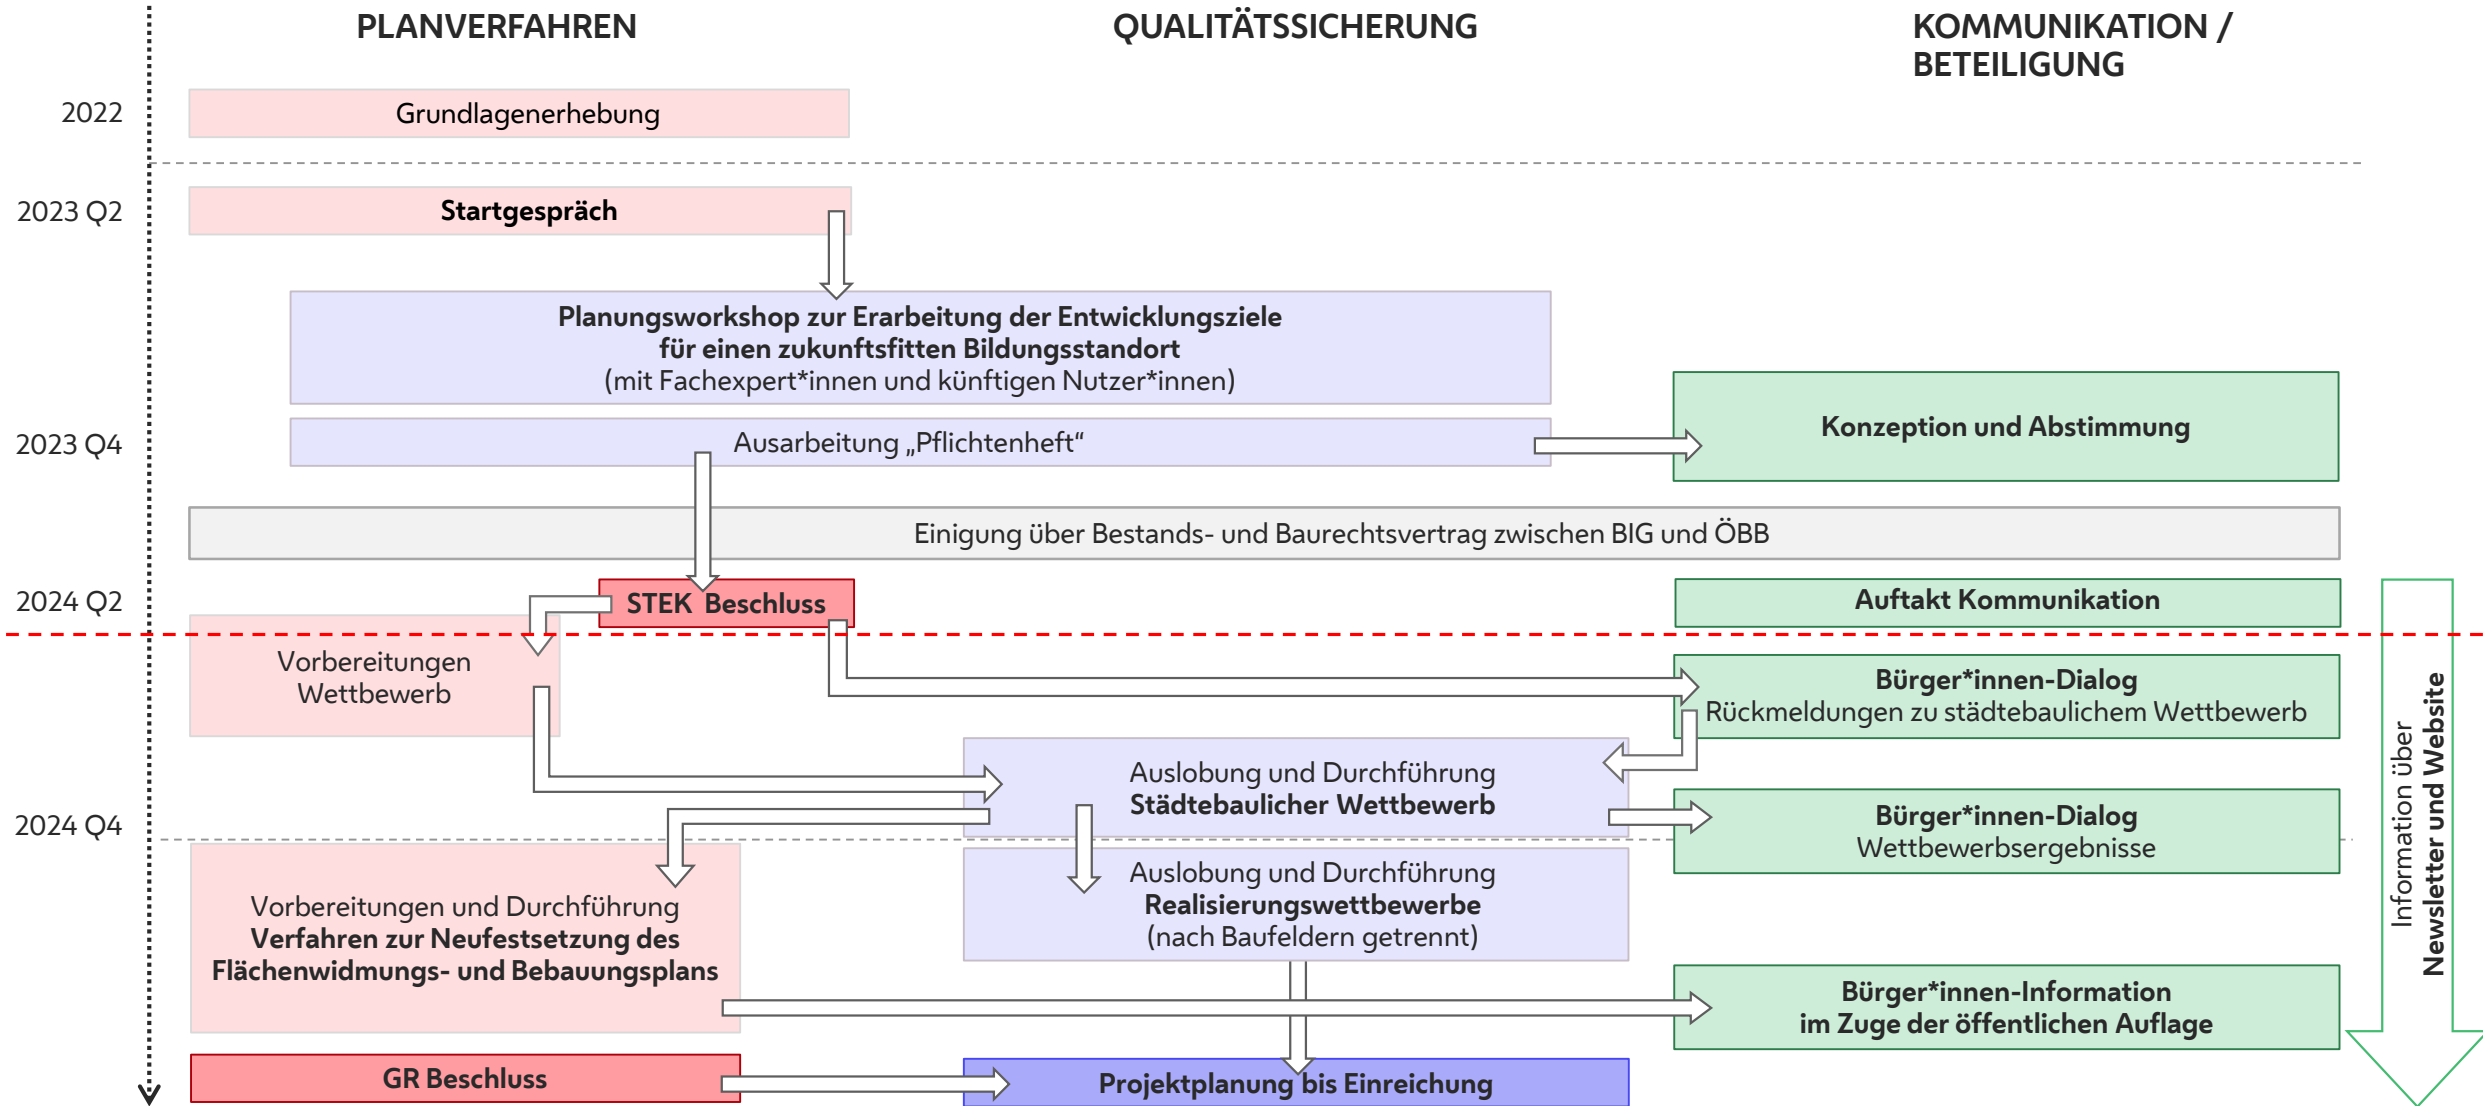 PLANVERFAHREN
QUALITÄTSSICHERUNG
KOMMUNIKATION /
BETEILIGUNG
2022
Grundlagenerhebung
2023 Q2
Startgespräch
Planungsworkshop zur Erarbeitung der Entwicklungsziele
für einen zukunftsfitten Bildungsstandort
(mit Fachexpert*innen und künftigen Nutzer*innen)
2023 Q4
Ausarbeitung „Pflichtenheft“
Konzeption und Abstimmung
Einigung über Bestands- und Baurechtsvertrag zwischen BIG und ÖBB
2024 Q2
STEK Beschluss
Auftakt Kommunikation
Vorbereitungen
Wettbewerb
Bürger*innen-Dialog
Rückmeldungen zu städtebaulichem Wettbewerb
Auslobung und Durchführung
Städtebaulicher Wettbewerb
2024 Q4
Bürger*innen-Dialog
Wettbewerbsergebnisse
Information über
Newsletter und Website
Auslobung und Durchführung
Realisierungswettbewerbe
(nach Baufeldern getrennt)
Vorbereitungen und Durchführung
Verfahren zur Neufestsetzung des
Flächenwidmungs- und Bebauungsplans
Bürger*innen-Information
im Zuge der öffentlichen Auflage
GR Beschluss
Projektplanung bis Einreichung